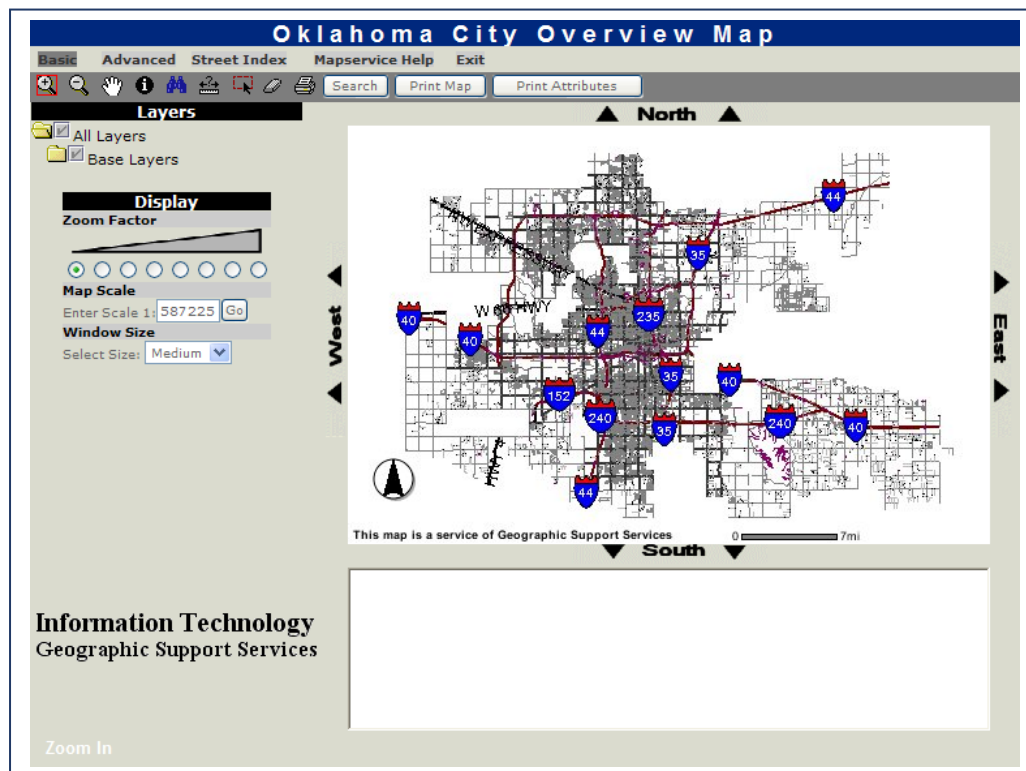 Oklahoma City Overview Map
Basic Advanced Street Index Mapservice Help Exit
Search Print Map Print Attributes
Layers
All Layers
Base Layers
Display
Zoom Factor
Map Scale
Enter Scale 1: 587225 Go
Window Size
Select Size: Medium
North
West
East
44
35
235
40
44
40
35
40
152
240
240
40
35
44
This map is a service of Geographic Support Services 0 7mi
South
Information Technology
Geographic Support Services
Zoom In